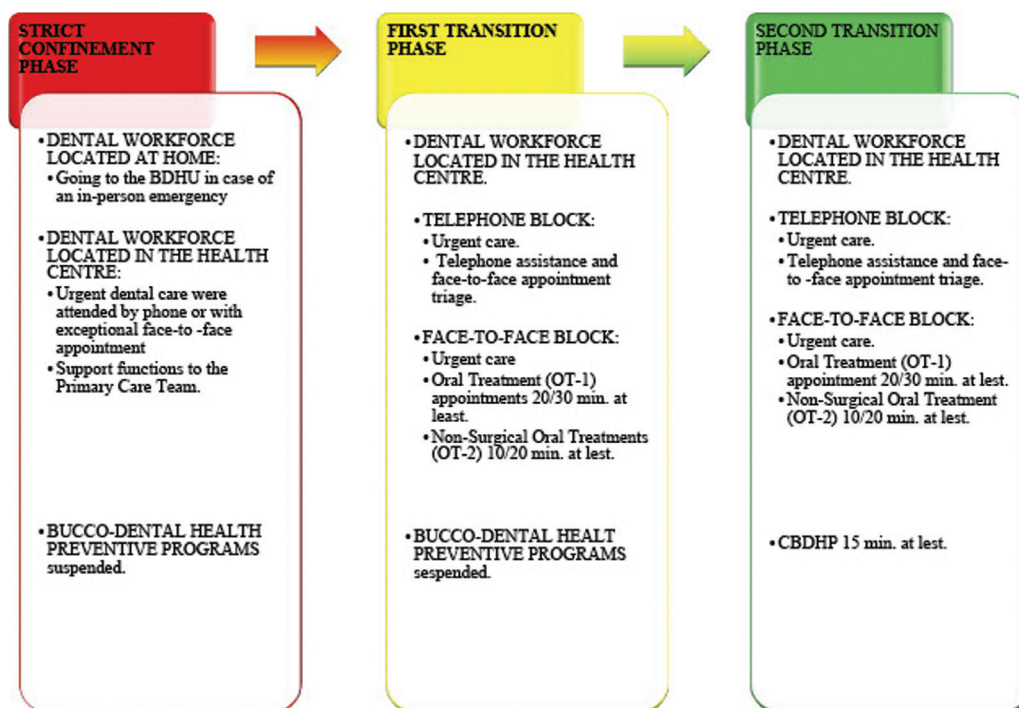 STRICT
CONFINEMENT
PHASE
• DENTAL WORKFORCE
LOCATED AT HOME:
• Going to the BDHU in case of
an in-person emergency
• DENTAL WORKFORCE
LOCATED IN THE HEALTH
CENTRE:
• Urgent dental care were
attended by phone or with
exceptional face-to -face
appointment
• Support functions to the
Primary Care Team.
• BUCCO-DENTAL HEALTH
PREVENTIVE PROGRAMS
suspended.
FIRST TRANSITION
PHASE
• DENTAL WORKFORCE
LOCATED IN THE HEALTH
CENTRE.
• TELEPHONE BLOCK:
• Urgent care.
• Telephone assistance and
face-to-face appointment
triage.
• FACE-TO-FACE BLOCK:
• Urgent care
• Oral Treatment (OT-1)
appointments 20/30 min. at
least.
• Non-Surgical Oral Treatments
(OT-2) 10/20 min. at lest.
• BUCCO-DENTAL HEALT
PREVENTIVE PROGRAMS
sespended.
SECOND TRANSITION
PHASE
• DENTAL WORKFORCE
LOCATED IN THE HEALTH
CENTRE.
• TELEPHONE BLOCK:
• Urgent care.
• Telephone assistance and face-
to -face appointment triage.
• FACE-TO-FACE BLOCK:
• Urgent care.
• Oral Treatment (OT-1)
appointment 20/30 min. at lest.
• Non-Surgical Oral Treatment
(OT-2) 10/20 min. at lest.
• CBDHP 15 min. at lest.